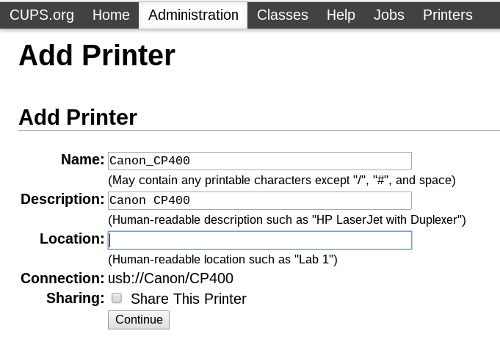 CUPS.org Home Administration Classes Help Jobs Printers
Add Printer
Add Printer
Name: Canon_CP400
(May contain any printable characters except "/", "#", and space)
Description: Canon CP400
(Human-readable description such as "HP LaserJet with Duplexer")
Location:
(Human-readable location such as "Lab 1")
Connection: usb://Canon/CP400
Sharing: Share This Printer
Continue